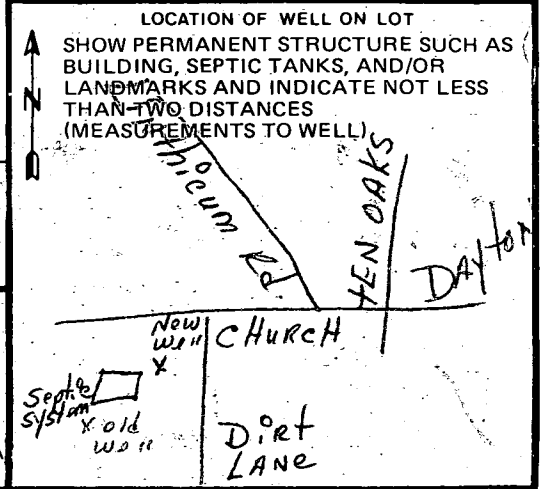 LOCATION OF WELL ON LOT
SHOW PERMANENT STRUCTURE SUCH AS
BUILDING, SEPTIC TANKS, AND/OR
LANDMARKS AND INDICATE NOT LESS
THAN TWO DISTANCES
(MEASUREMENTS TO WELL)
N
Linthicum Rd.
TEN OAKS
DAyton
New
well
X
CHURCH
Septic
System
X old
well
Dirt
LANE